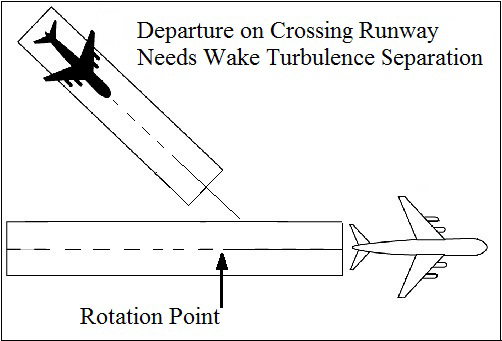 Departure on Crossing Runway
Needs Wake Turbulence Separation
Rotation Point